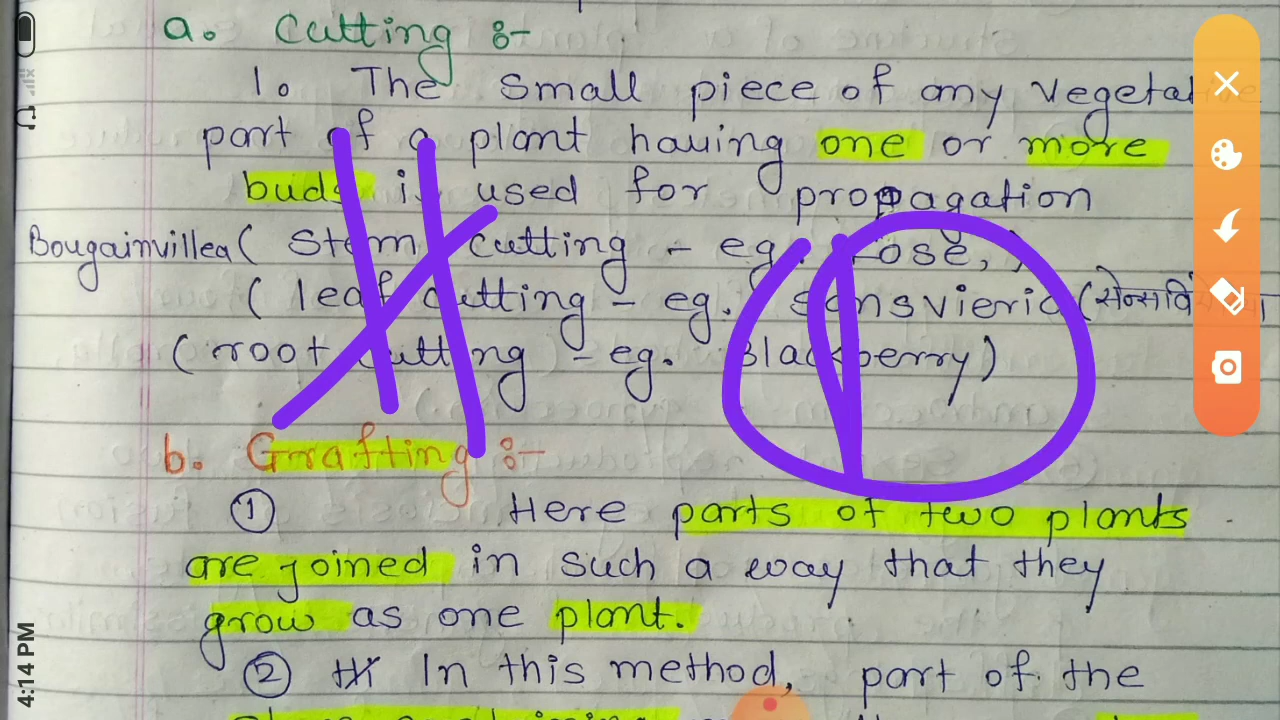 a. Cutting :-
1. The small piece of any vegetative
part of a plant having one or more
buds is used for propagation
Bougainvillea ( Stem cutting - eg. rose, )
( leaf cutting - eg. Sansvieria (
( root cutting - eg. Blackberry)
b. Grafting :-
① Here parts of two plants
are joined in such a way that they
grow as one plant.
② In this method, part of the
4:14 PM